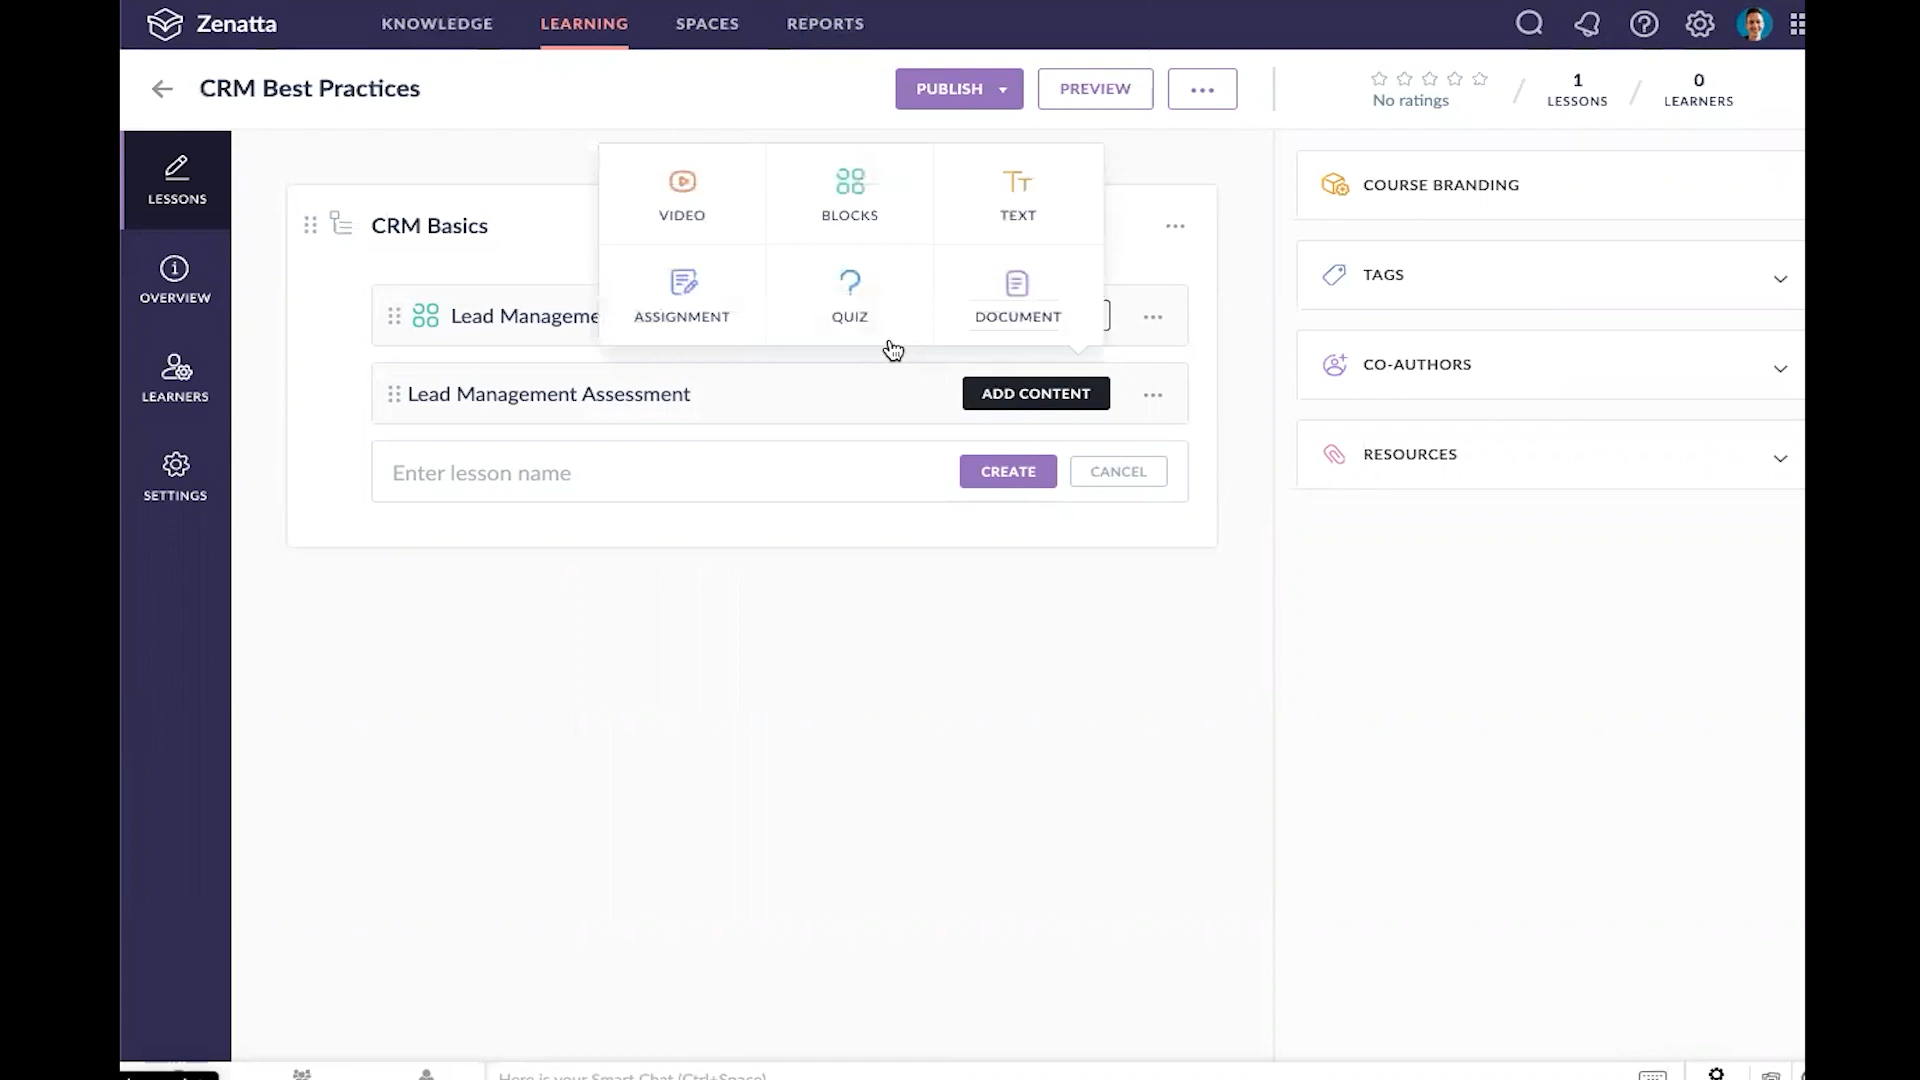 Zenatta
KNOWLEDGE
LEARNING
SPACES
REPORTS
CRM Best Practices
PUBLISH
PREVIEW
No ratings
1
LESSONS
0
LEARNERS
LESSONS
OVERVIEW
LEARNERS
SETTINGS
VIDEO
BLOCKS
TEXT
ASSIGNMENT
QUIZ
DOCUMENT
CRM Basics
Lead Manageme
Lead Management Assessment
ADD CONTENT
Enter lesson name
CREATE
CANCEL
COURSE BRANDING
TAGS
CO-AUTHORS
RESOURCES
Here is your Smart Chat (Ctrl+Space)